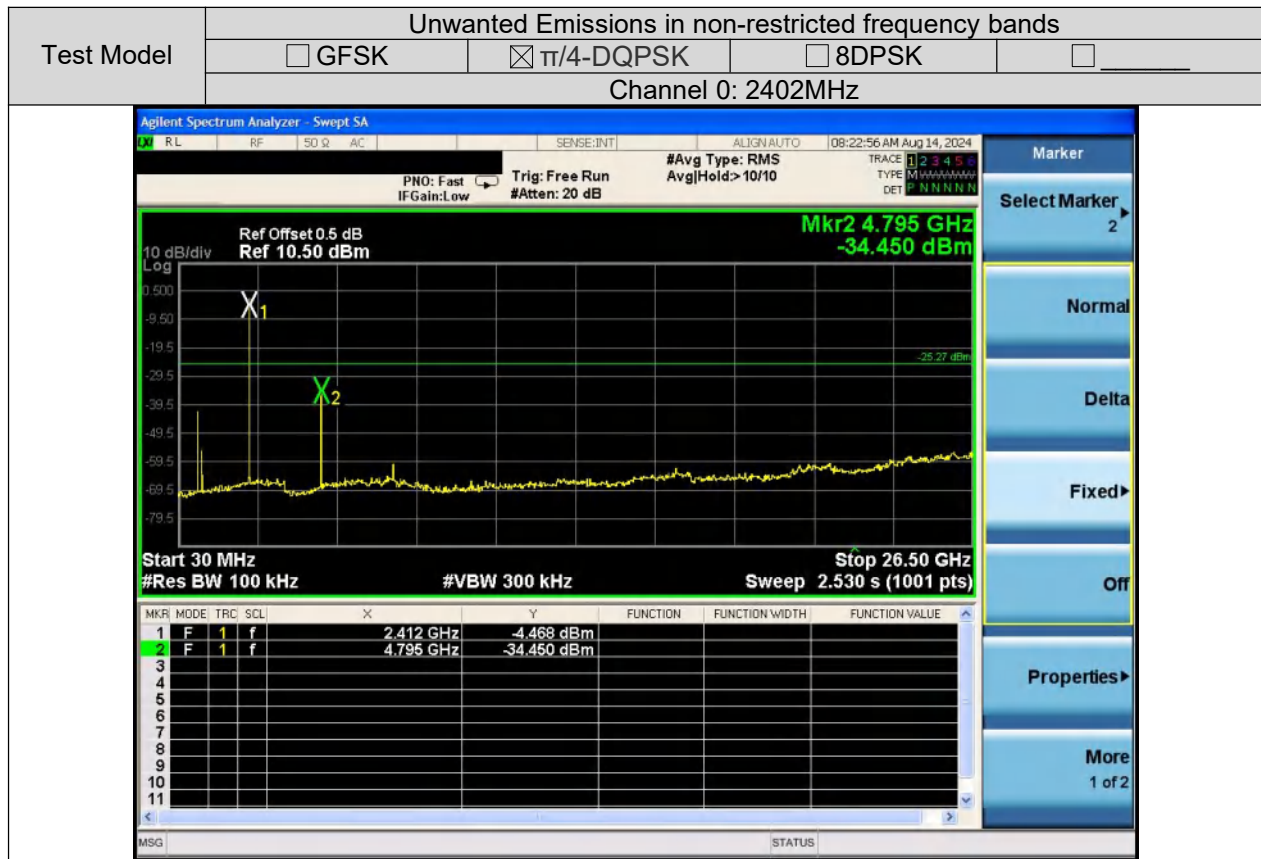 Test Model
Unwanted Emissions in non-restricted frequency bands
☐ GFSK ☒ π/4-DQPSK ☐ 8DPSK ☐ ______
Channel 0: 2402MHz
Agilent Spectrum Analyzer - Swept SA
LXI RL RF 50 Ω AC SENSE:INT ALIGN AUTO 08:22:56 AM Aug 14, 2024
PNO: Fast
IFGain:Low
Trig: Free Run
#Atten: 20 dB
#Avg Type: RMS
Avg|Hold:>10/10
TRACE 1 2 3 4 5 6
TYPE M WWWWW
DET P N N N N N
Ref Offset 0.5 dB
10 dB/div Ref 10.50 dBm
Log
Mkr2 4.795 GHz
-34.450 dBm
0.500
-9.50
-19.5
-29.5
-39.5
-49.5
-59.5
-69.5
-79.5
1
2
-25.27 dBm
Start 30 MHz Stop 26.50 GHz
#Res BW 100 kHz #VBW 300 kHz Sweep 2.530 s (1001 pts)
MKR MODE TRC SCL X Y FUNCTION FUNCTION WIDTH FUNCTION VALUE
1 F 1 f 2.412 GHz -4.468 dBm
2 F 1 f 4.795 GHz -34.450 dBm
3
4
5
6
7
8
9
10
11
MSG STATUS
Marker
Select Marker
2
Normal
Delta
Fixed
Off
Properties
More
1 of 2